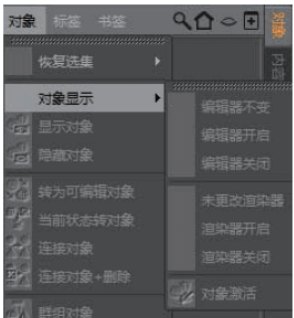 对象 标签 书签
对象
内容
恢复选集
对象显示
显示对象
隐藏对象
转为可编辑对象
当前状态转对象
连接对象
连接对象+删除
群组对象
编辑器不变
编辑器开启
编辑器关闭
未更改渲染器
渲染器开启
渲染器关闭
对象激活